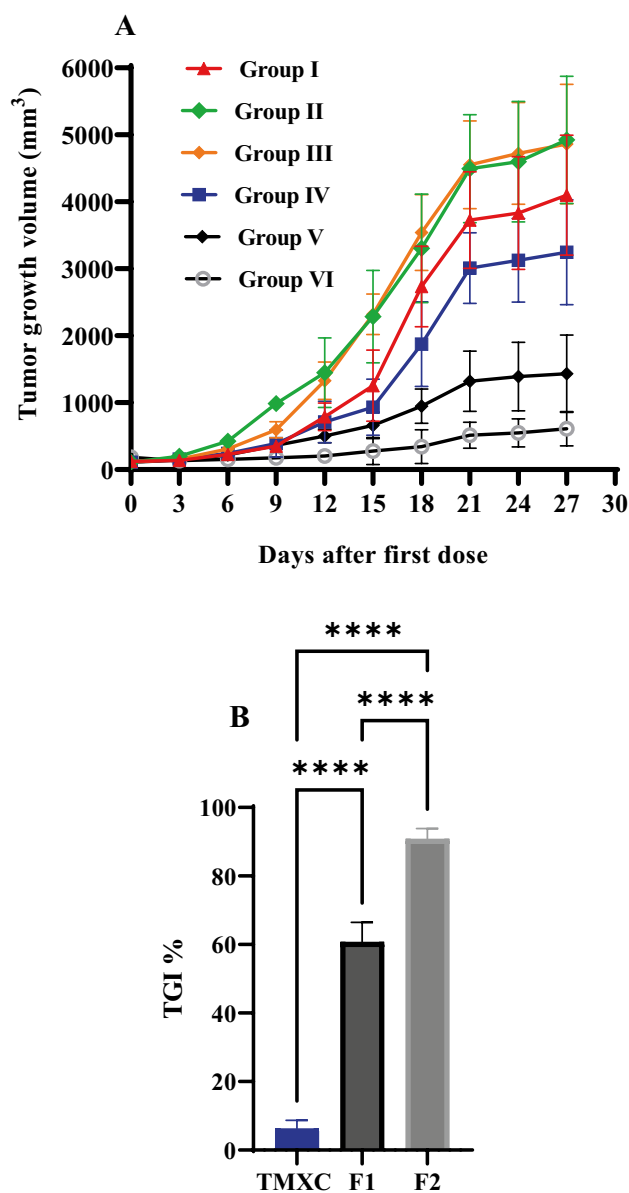 A
Tumor growth volume (mm³)
6000
5000
4000
3000
2000
1000
0
Group I
Group II
Group III
Group IV
Group V
Group VI
0 3 6 9 12 15 18 21 24 27 30
Days after first dose
B
****
****
****
TGI %
100
80
60
40
20
0
TMXC F1 F2